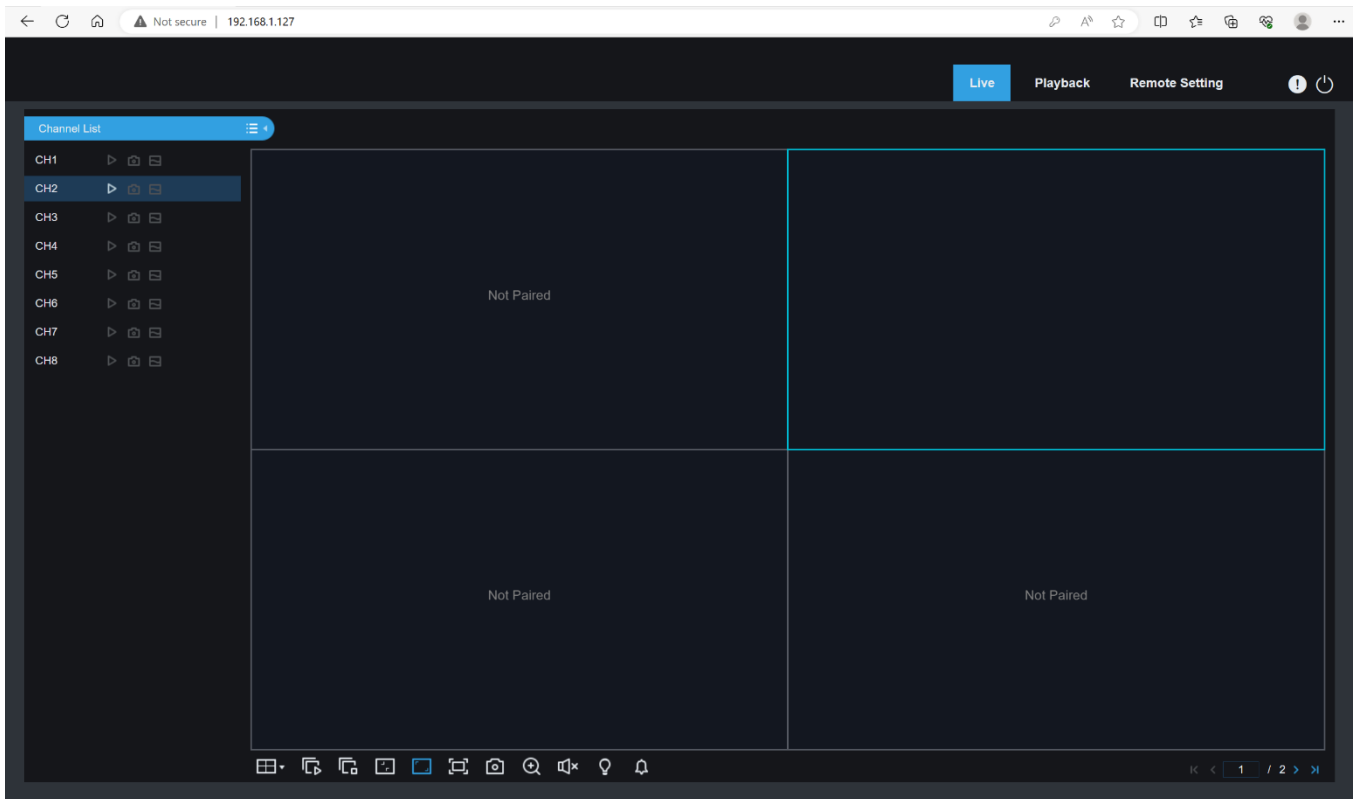 Not secure | 192.168.1.127
Live Playback Remote Setting
Channel List
CH1
CH2
CH3
CH4
CH5
CH6
CH7
CH8
Not Paired
Not Paired
Not Paired
1 / 2